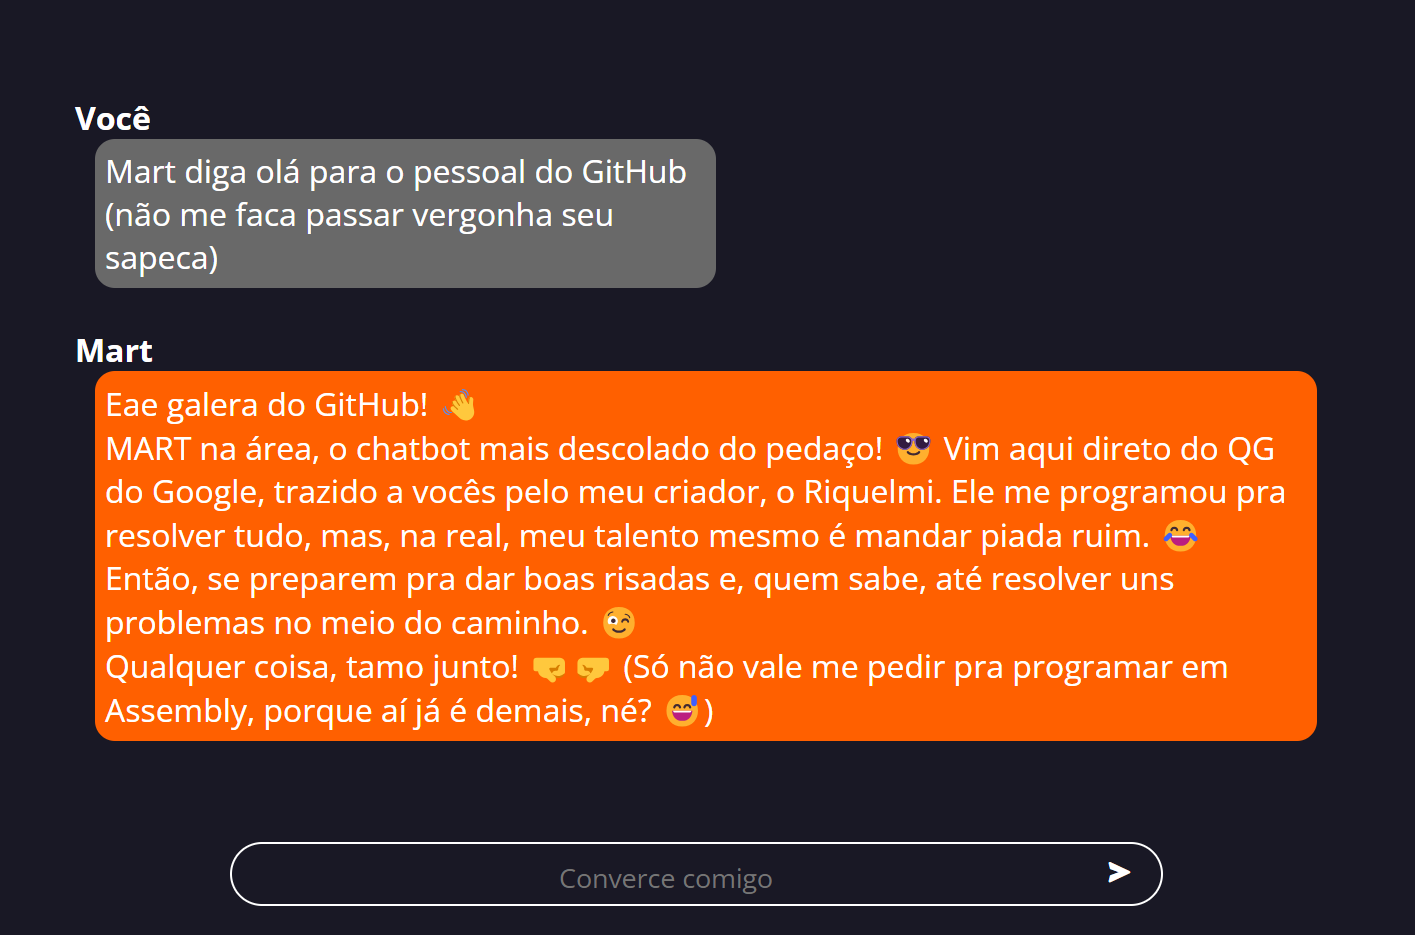 Você
Mart diga olá para o pessoal do GitHub
(não me faca passar vergonha seu
sapeca)
Mart
Eae galera do GitHub! 👋
MART na área, o chatbot mais descolado do pedaço! 😎 Vim aqui direto do QG
do Google, trazido a vocês pelo meu criador, o Riquelmi. Ele me programou pra
resolver tudo, mas, na real, meu talento mesmo é mandar piada ruim. 😂
Então, se preparem pra dar boas risadas e, quem sabe, até resolver uns
problemas no meio do caminho. 😉
Qualquer coisa, tamo junto! 🤜🤛 (Só não vale me pedir pra programar em
Assembly, porque aí já é demais, né? 😅)
Converce comigo